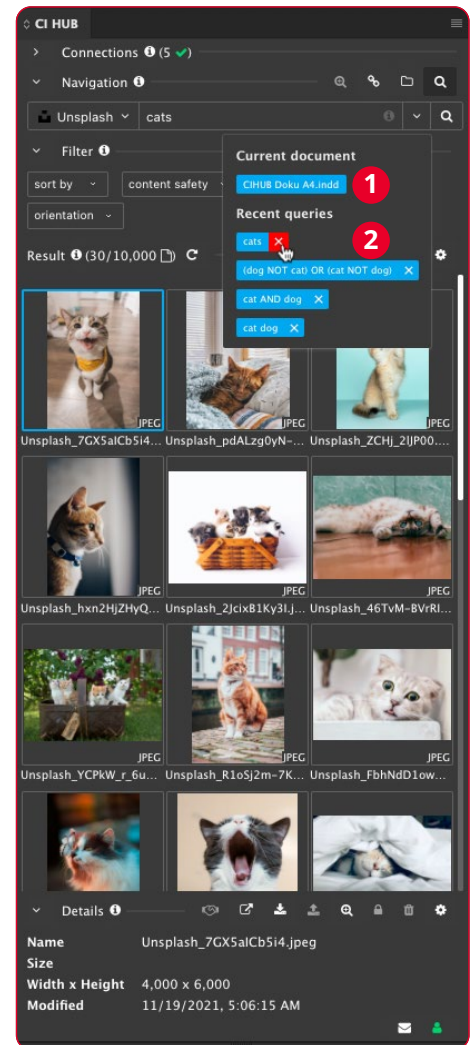 CI HUB
Connections (5 ✔)
Navigation
Unsplash cats
Filter
sort by content safety
orientation
Current document
CIHUB Doku A4.indd 1
Recent queries 2
cats ×
(dog NOT cat) OR (cat NOT dog) ×
cat AND dog ×
cat dog ×
Result (30/10,000)
JPEG JPEG JPEG
Unsplash_7GX5aICb5i4... Unsplash_pdALzg0yN-... Unsplash_ZCHj_2IJP00....
JPEG JPEG JPEG
Unsplash_hxn2HjZHyQ... Unsplash_2JcixB1Ky3I.j... Unsplash_46TvM-BVrRI...
JPEG JPEG JPEG
Unsplash_YCPkW_r_6u... Unsplash_R1oSj2m-7K... Unsplash_FbhNdD1ow...
Details
Name Unsplash_7GX5aICb5i4.jpeg
Size
Width x Height 4,000 x 6,000
Modified 11/19/2021, 5:06:15 AM